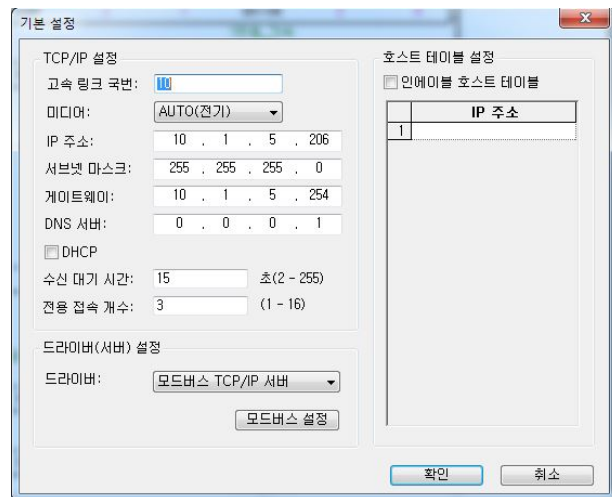 기본 설정
TCP/IP 설정
고속 링크 국번: 10
미디어: AUTO(전기)
IP 주소: 10 . 1 . 5 . 206
서브넷 마스크: 255 . 255 . 255 . 0
게이트웨이: 10 . 1 . 5 . 254
DNS 서버: 0 . 0 . 0 . 1
DHCP
수신 대기 시간: 15 초(2 - 255)
전용 접속 개수: 3 (1 - 16)
드라이버(서버) 설정
드라이버: 모드버스 TCP/IP 서버
모드버스 설정
호스트 테이블 설정
인에이블 호스트 테이블
IP 주소
1
확인 취소